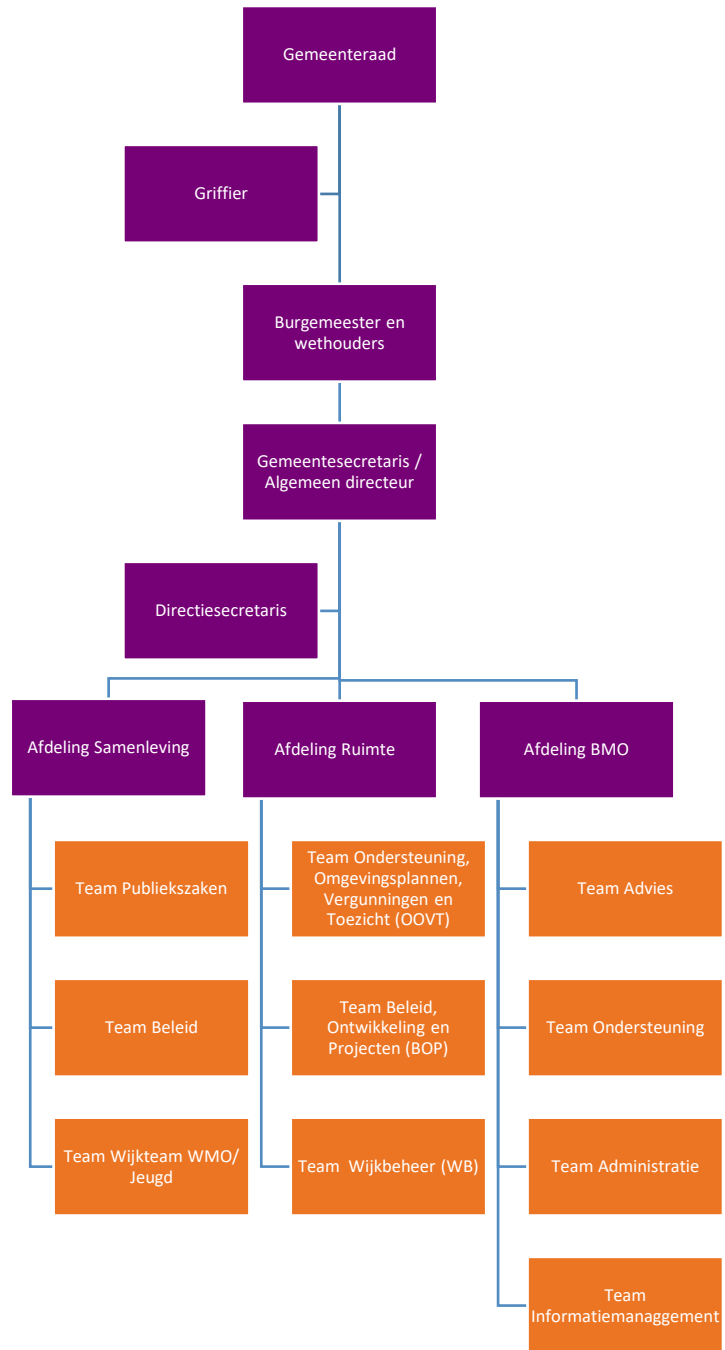 Gemeenteraad
Griffier
Burgemeester en
wethouders
Gemeentesecretaris /
Algemeen directeur
Directiesecretaris
Afdeling Samenleving
Team Publiekszaken
Team Beleid
Team Wijkteam WMO/
Jeugd
Afdeling Ruimte
Team Ondersteuning,
Omgevingsplannen,
Vergunningen en
Toezicht (OOVT)
Team Beleid,
Ontwikkeling en
Projecten (BOP)
Team Wijkbeheer (WB)
Afdeling BMO
Team Advies
Team Ondersteuning
Team Administratie
Team
Informatiemanaggement